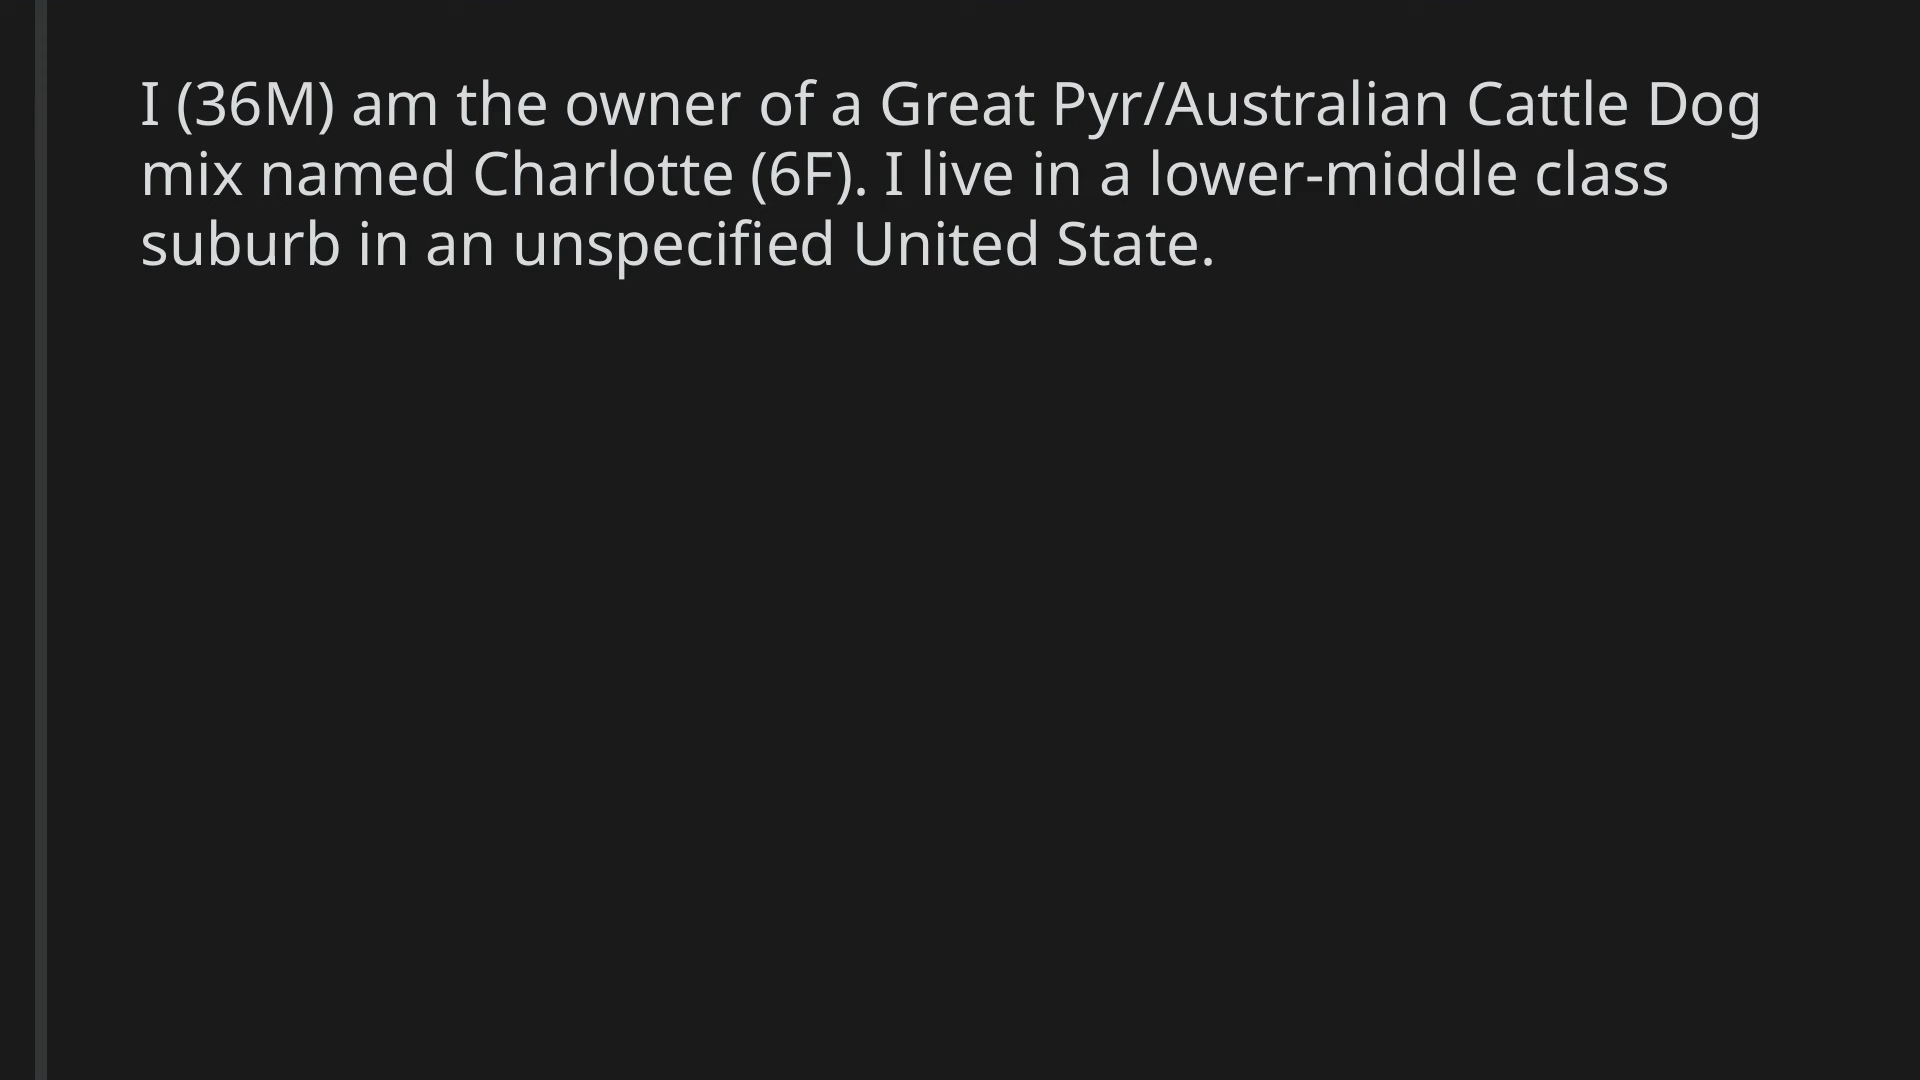 I (36M) am the owner of a Great Pyr/Australian Cattle Dog
mix named Charlotte (6F). I live in a lower-middle class
suburb in an unspecified United State.